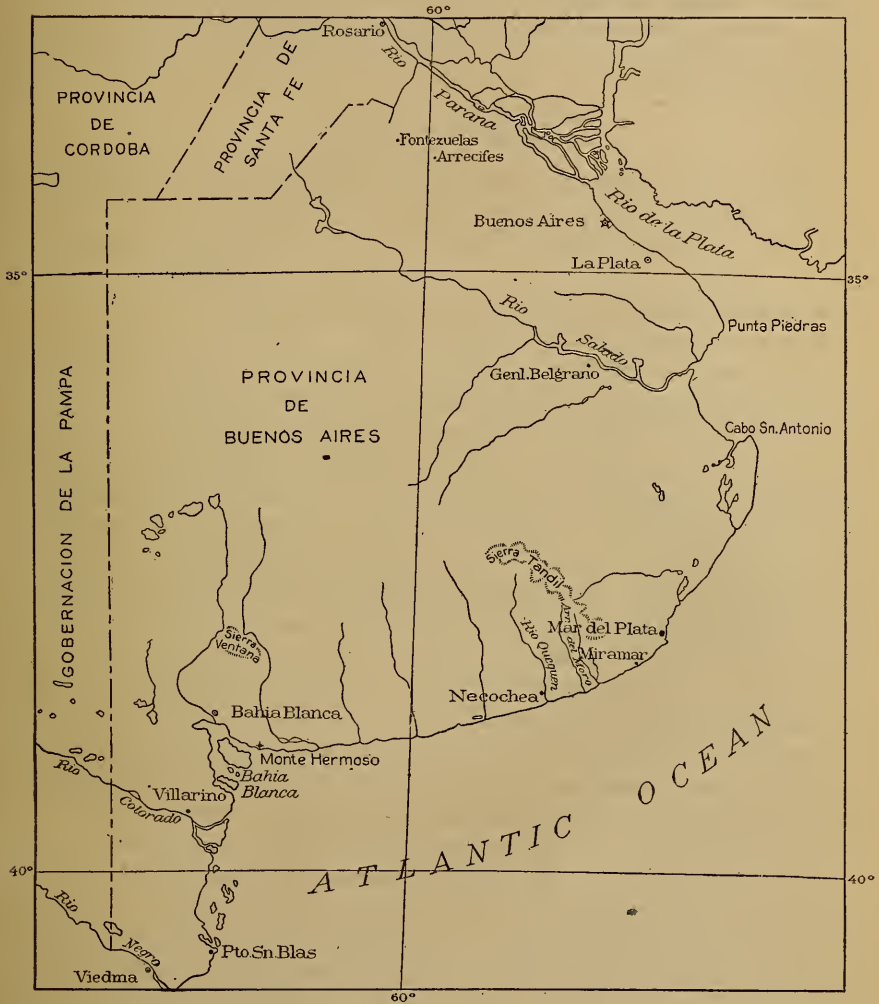 60°
Rosario
Rio
Parana
PROVINCIA
DE
CORDOBA
PROVINCIA DE
SANTA FE
Fontezuelas
Arrecifes
Buenos Aires
Rio de la Plata
La Plata
35°
35°
Rio
Salado
Punta Piedras
Genl. Belgrano
PROVINCIA
DE
BUENOS AIRES
Cabo Sn. Antonio
GOBERNACION DE LA PAMPA
Sierra Tandil
Sierra
Ventana
Mar del Plata
Miramar
Rio Quequen
Arr. del Moro
Necochea
Bahia Blanca
Monte Hermoso
Bahia
Blanca
Rio
Colorado
Villarino
ATLANTIC OCEAN
40°
40°
Rio
Negro
Pto. Sn. Blas
Viedma
60°